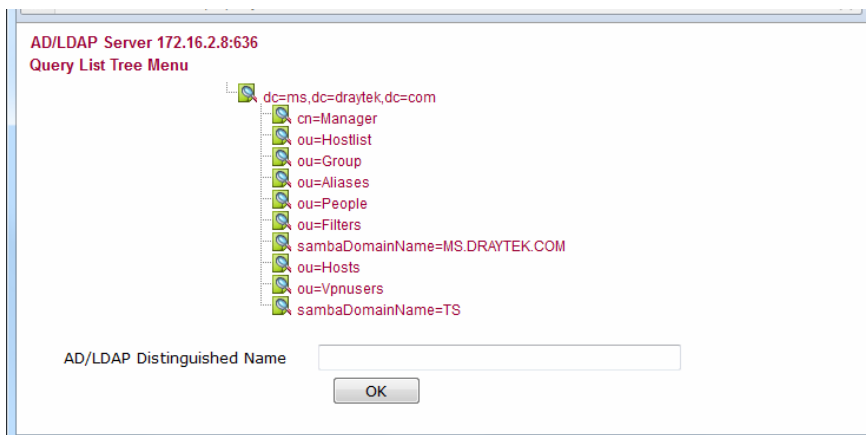 AD/LDAP Server 172.16.2.8:636
Query List Tree Menu
dc=ms,dc=draytek,dc=com
cn=Manager
ou=Hostlist
ou=Group
ou=Aliases
ou=People
ou=Filters
sambaDomainName=MS.DRAYTEK.COM
ou=Hosts
ou=Vpnusers
sambaDomainName=TS
AD/LDAP Distinguished Name
OK